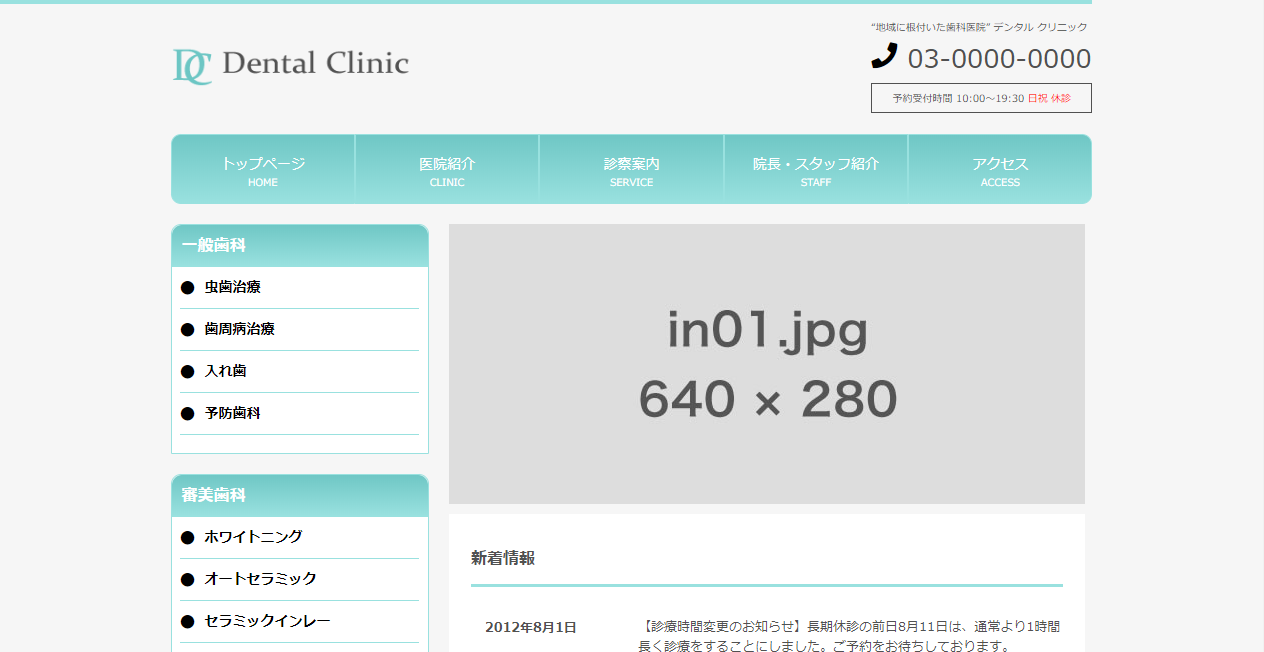 “地域に根付いた歯科医院” デンタル クリニック
DC Dental Clinic
03-0000-0000
予約受付時間 10:00～19:30 日祝 休診
トップページ
HOME
医院紹介
CLINIC
診察案内
SERVICE
院長・スタッフ紹介
STAFF
アクセス
ACCESS
一般歯科
虫歯治療
歯周病治療
入れ歯
予防歯科
審美歯科
ホワイトニング
オートセラミック
セラミックインレー
in01.jpg
640 × 280
新着情報
2012年8月1日
【診療時間変更のお知らせ】長期休診の前日8月11日は、通常より1時間
長く診療をすることにしました。ご予約をお待ちしております。